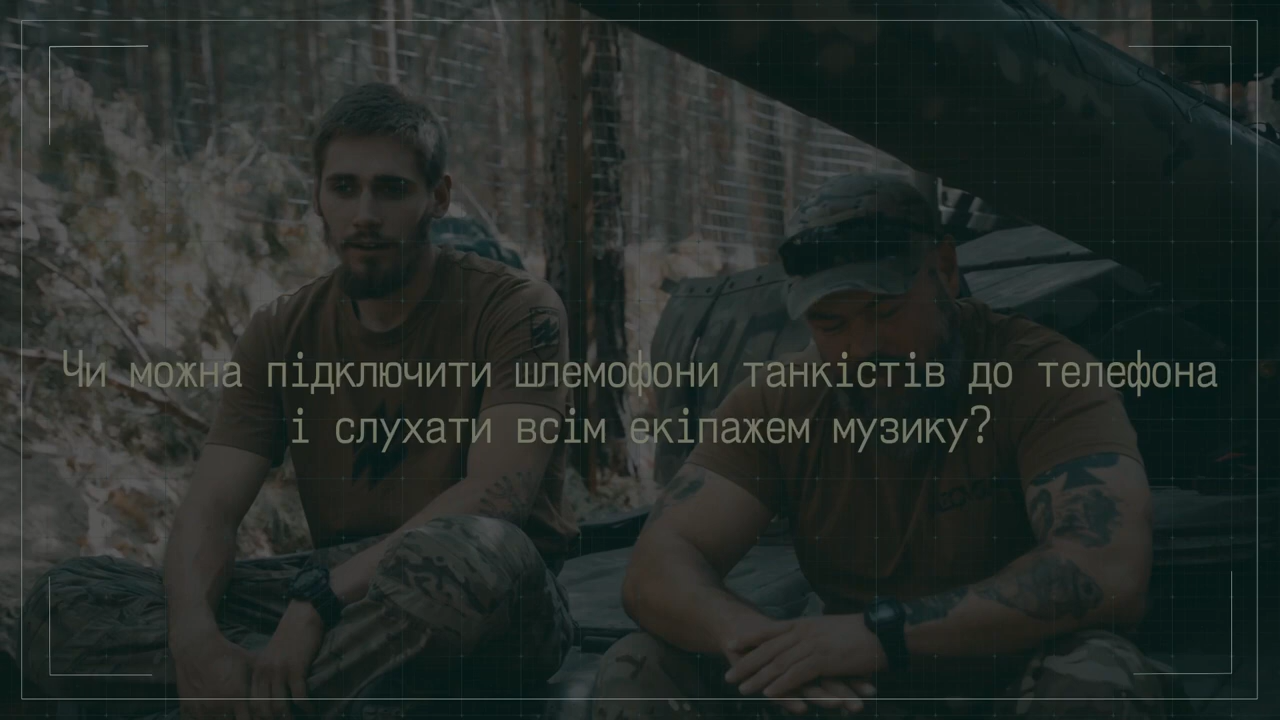 Чи можна підключити шлемофони танкістів до телефона
і слухати всім екіпажем музику?